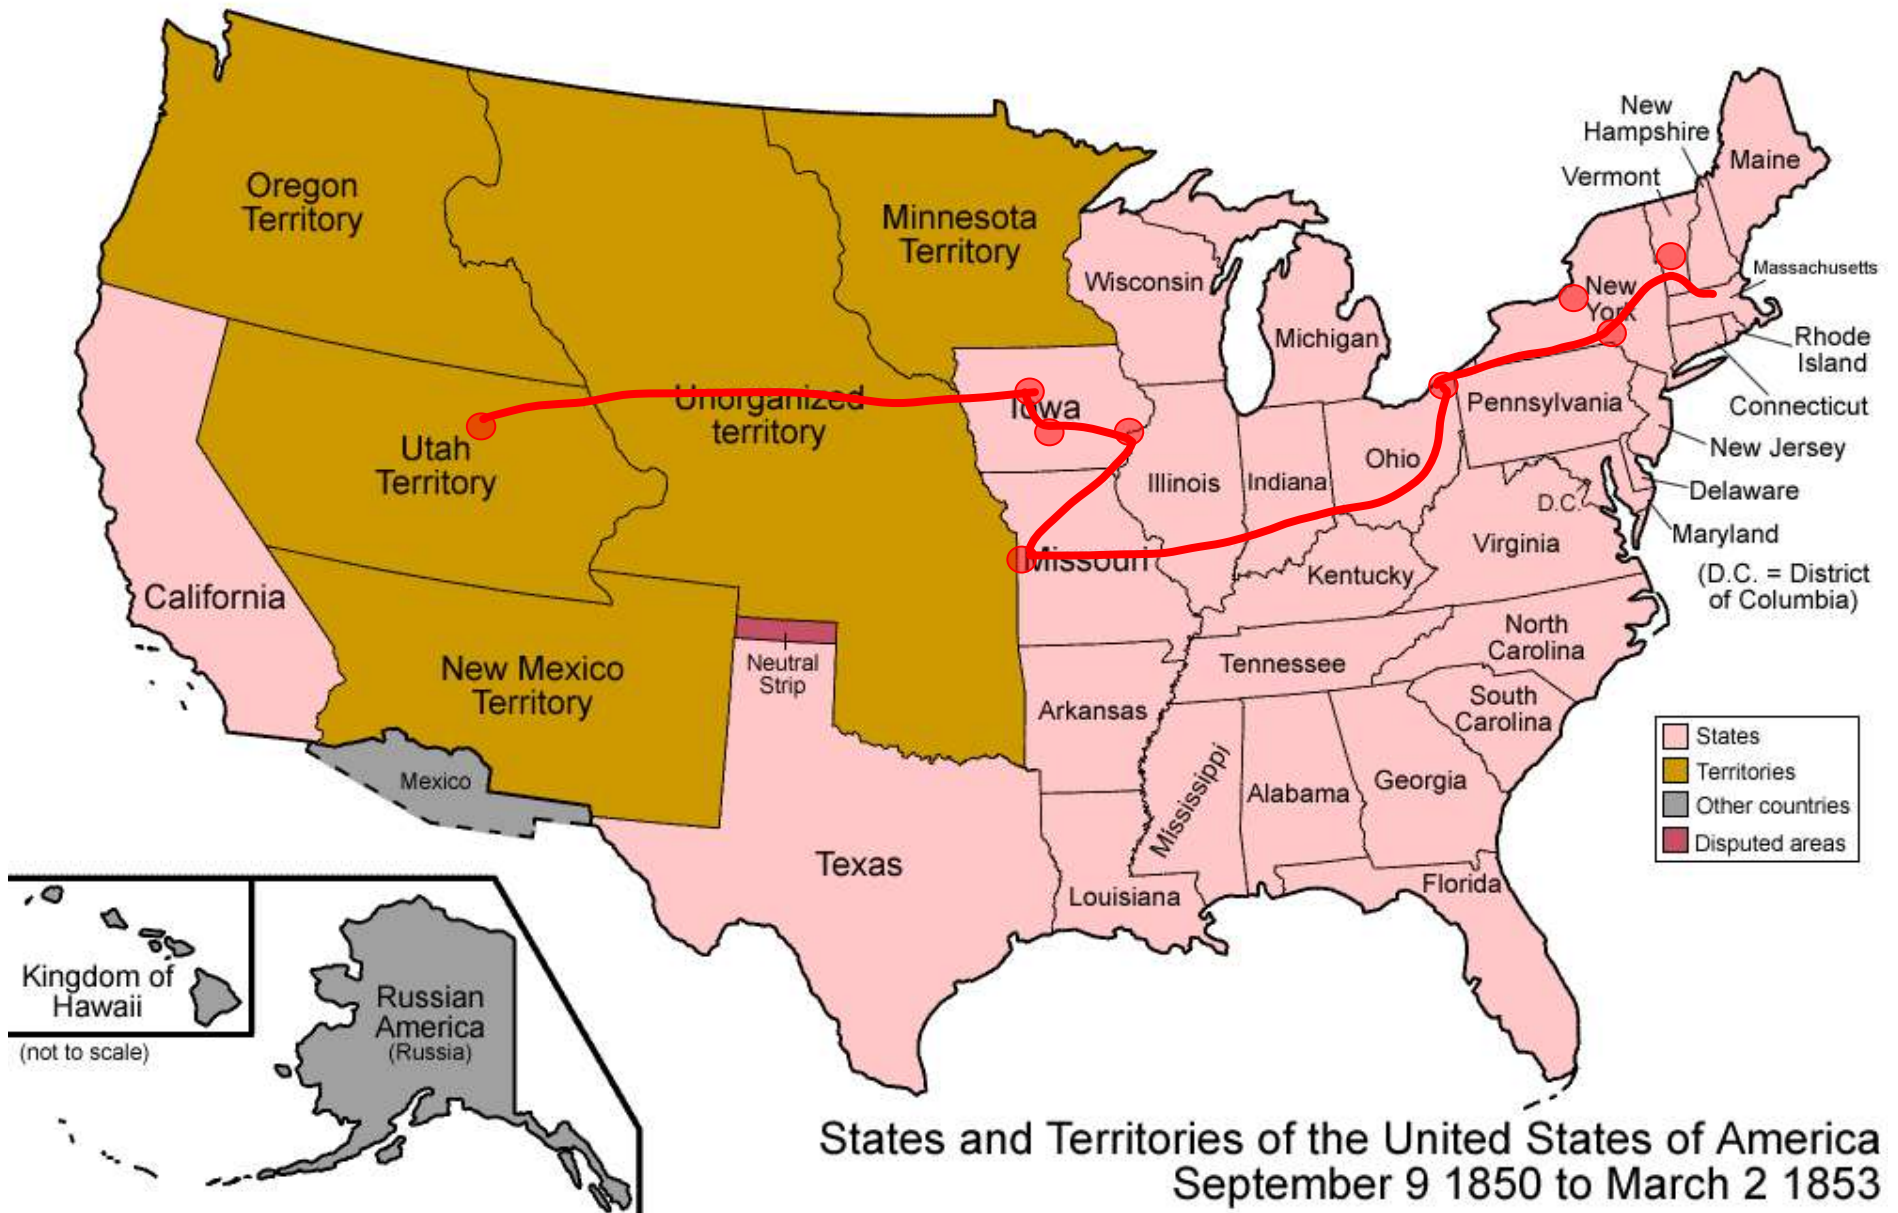 New
Hampshire
Maine
Vermont
Oregon
Territory
Minnesota
Territory
Wisconsin
Massachusetts
New
York
Michigan
Rhode
Island
Unorganized
territory
Iowa
Pennsylvania
Connecticut
Utah
Territory
New Jersey
Ohio
Illinois
Indiana
Delaware
D.C.
Maryland
Virginia
Missouri
Kentucky
(D.C. = District
of Columbia)
California
North
Carolina
New Mexico
Territory
Neutral
Strip
Tennessee
South
Carolina
Arkansas
States
Territories
Other countries
Disputed areas
Mexico
Mississippi
Alabama
Georgia
Texas
Louisiana
Florida
Kingdom of
Hawaii
(not to scale)
Russian
America
(Russia)
States and Territories of the United States of America
September 9 1850 to March 2 1853